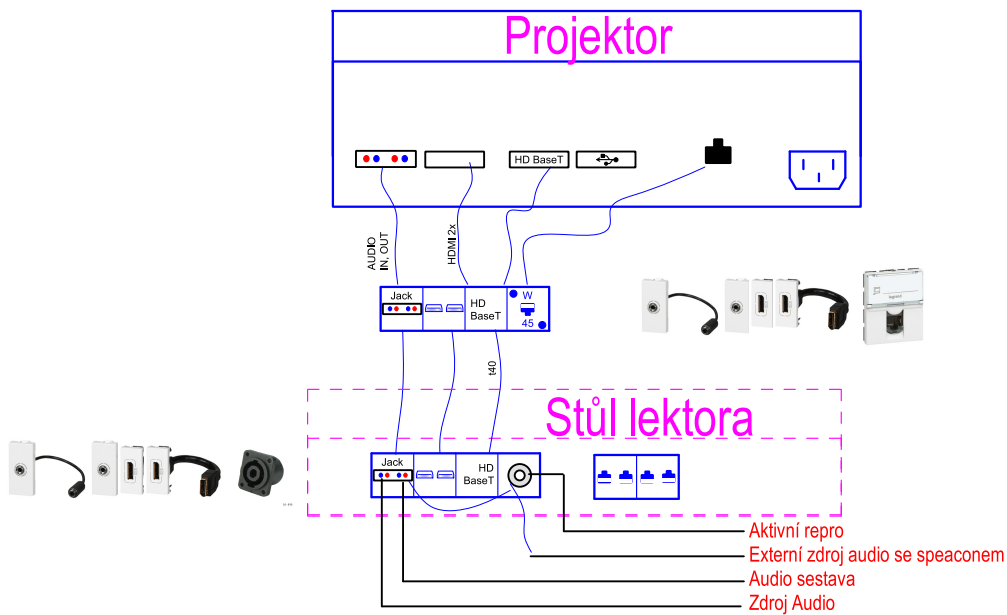 Projektor
HD BaseT
AUDIO
IN, OUT
HDMI 2x
Jack
HD
BaseT
W
45
legrand
t40
Stůl lektora
Jack
HD
BaseT
Aktivní repro
Externí zdroj audio se speaconem
Audio sestava
Zdroj Audio